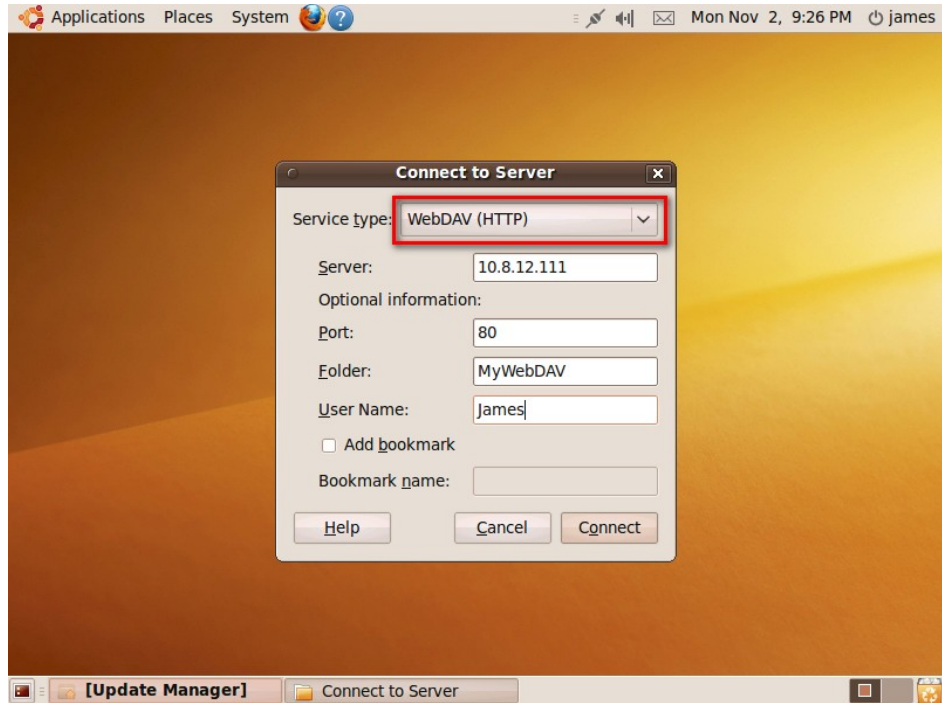 Applications Places System Mon Nov 2, 9:26 PM james
Connect to Server
Service type: WebDAV (HTTP)
Server: 10.8.12.111
Optional information:
Port: 80
Folder: MyWebDAV
User Name: James
Add bookmark
Bookmark name:
Help Cancel Connect
[Update Manager] Connect to Server